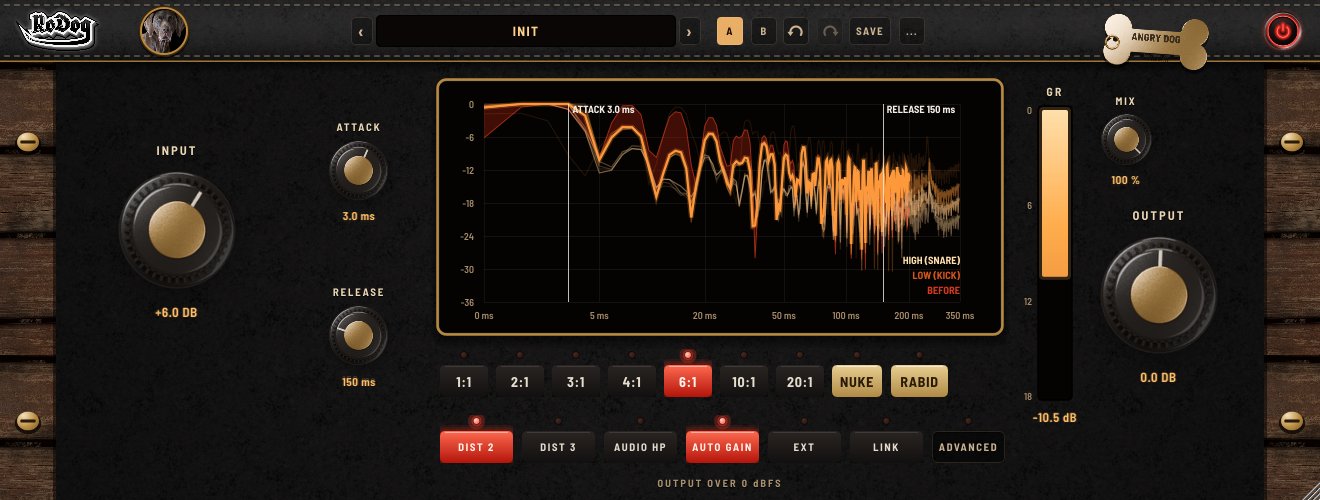 RoDog
‹
INIT
›
A
B
SAVE
...
ANGRY DOG
INPUT
+6.0 DB
ATTACK
3.0 ms
RELEASE
150 ms
0
-6
-12
-18
-24
-30
-36
ATTACK 3.0 ms
RELEASE 150 ms
HIGH (SNARE)
LOW (KICK)
BEFORE
0 ms
5 ms
20 ms
50 ms
100 ms
200 ms
350 ms
GR
0
6
12
18
-10.5 dB
MIX
100 %
OUTPUT
0.0 DB
1:1
2:1
3:1
4:1
6:1
10:1
20:1
NUKE
RABID
DIST 2
DIST 3
AUDIO HP
AUTO GAIN
EXT
LINK
ADVANCED
OUTPUT OVER 0 dBFS